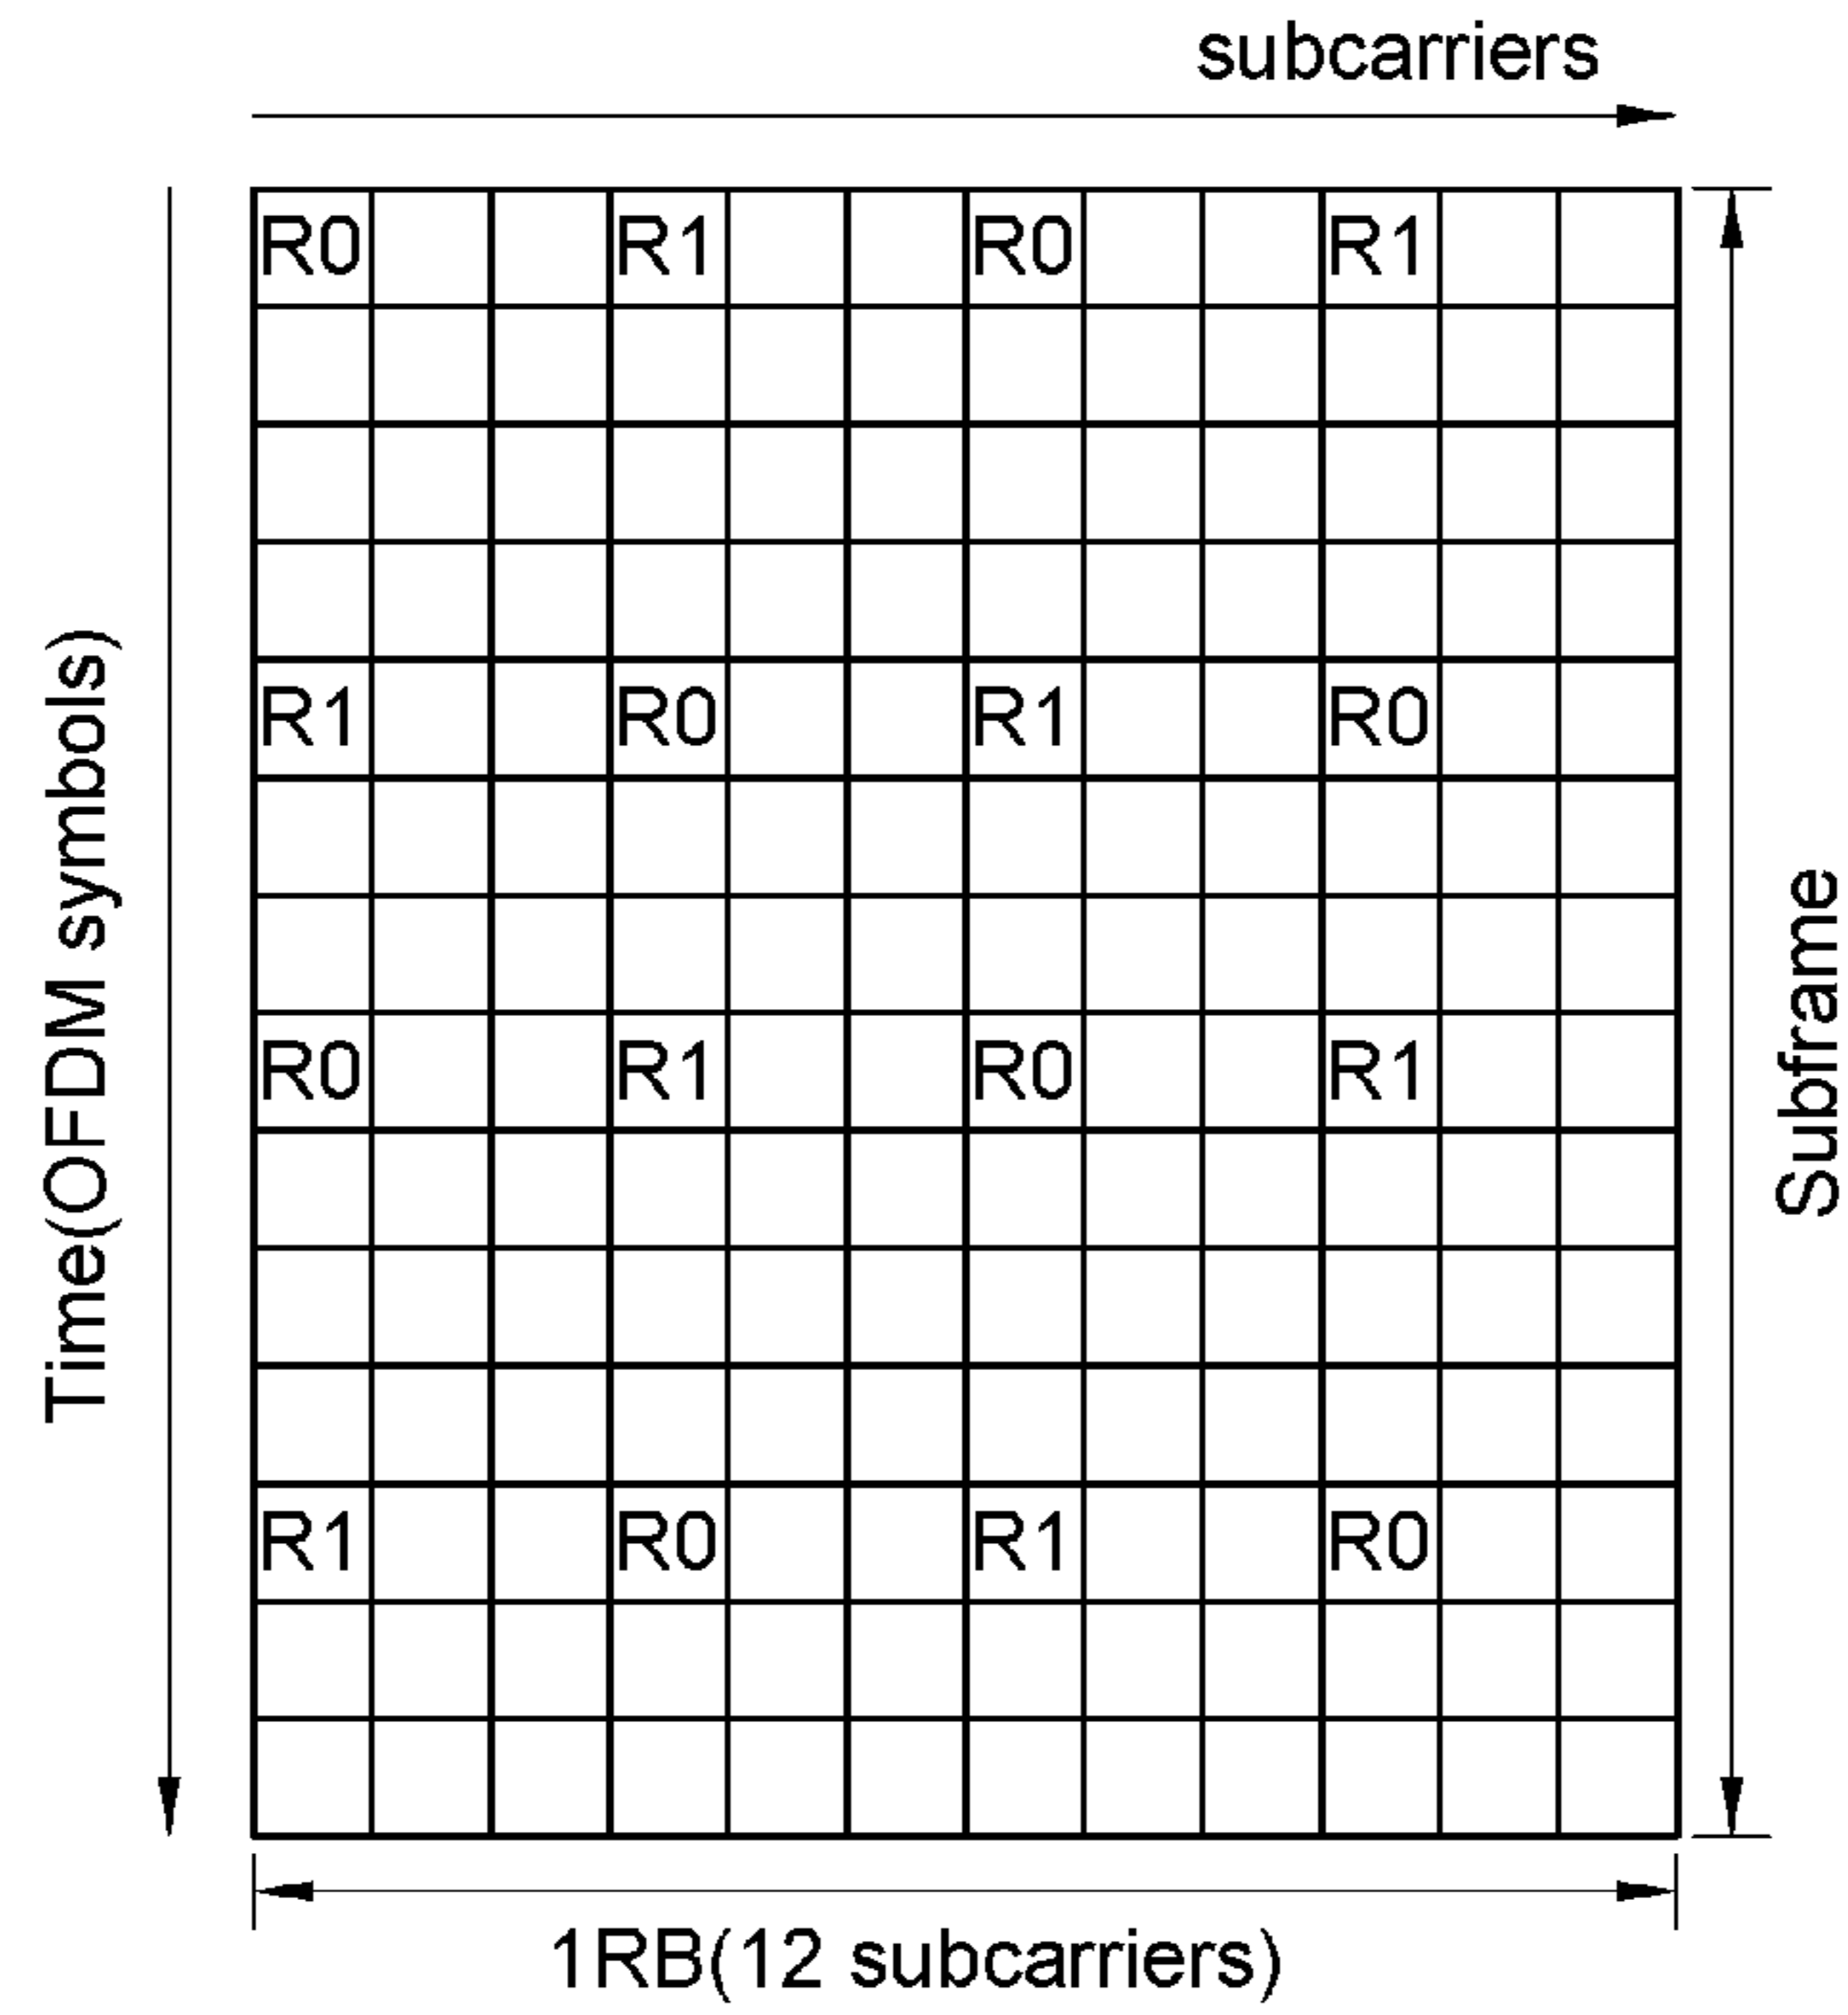 subcarriers
R0 R1 R0 R1
R1 R0 R1 R0
R0 R1 R0 R1
R1 R0 R1 R0
Time(OFDM symbols)
Subframe
1RB(12 subcarriers)